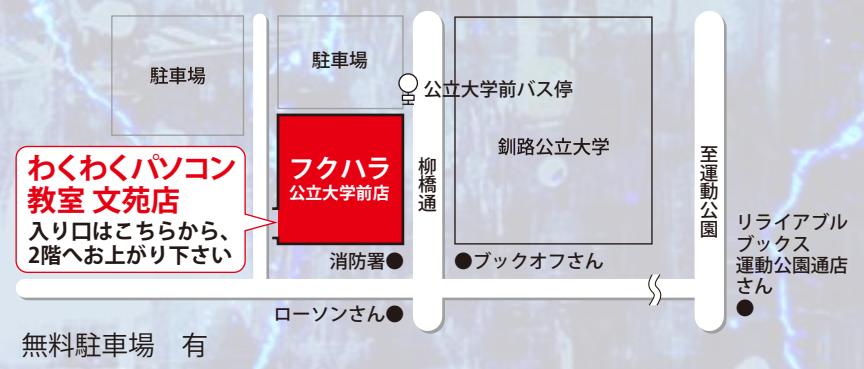 駐車場
駐車場
公立大学前バス停
釧路公立大学
フクハラ
公立大学前店
わくわくパソコン
教室 文苑店
入り口はこちらから、
2階へお上がり下さい
柳橋通
至運動公園
リライアブル
ブックス
運動公園通店
さん
●
消防署●
●ブックオフさん
ローソンさん●
無料駐車場　有